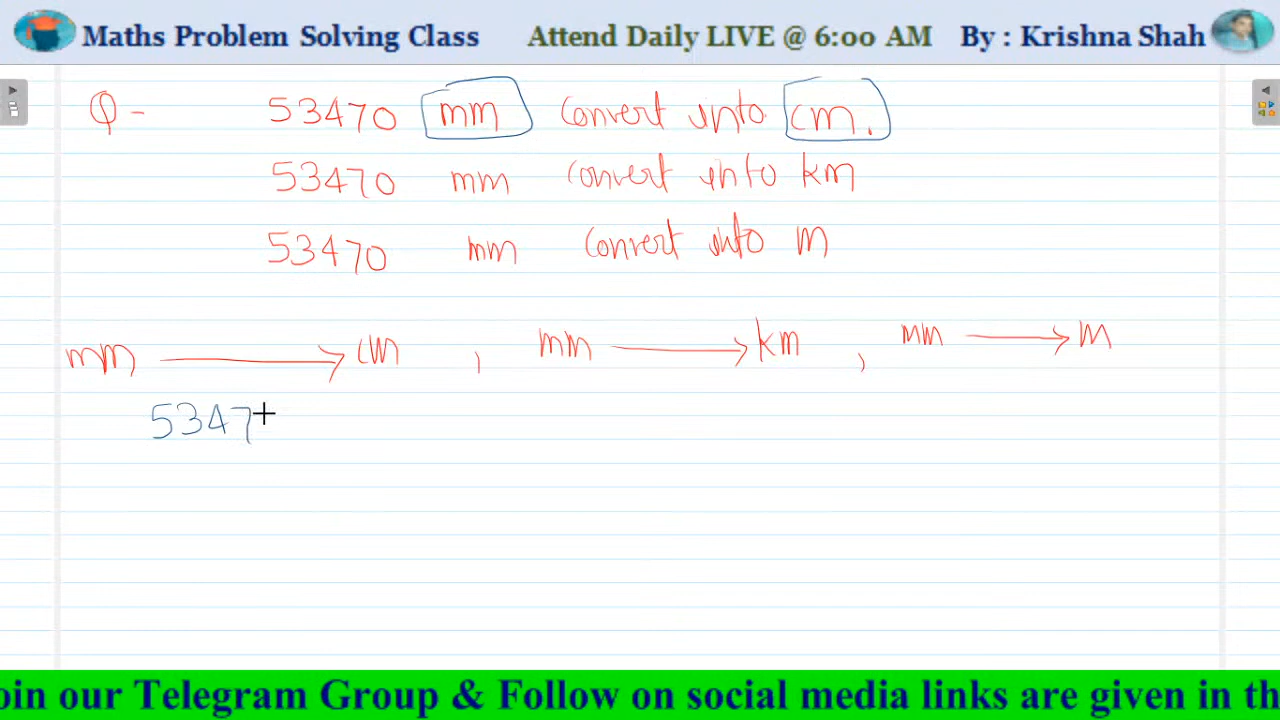 Maths Problem Solving Class Attend Daily LIVE @ 6:00 AM By : Krishna Shah
Q - 53470 mm convert into cm.
53470 mm convert into km
53470 mm convert into m
mm → cm , mm → km , mm → m
5347
oin our Telegram Group & Follow on social media links are given in th